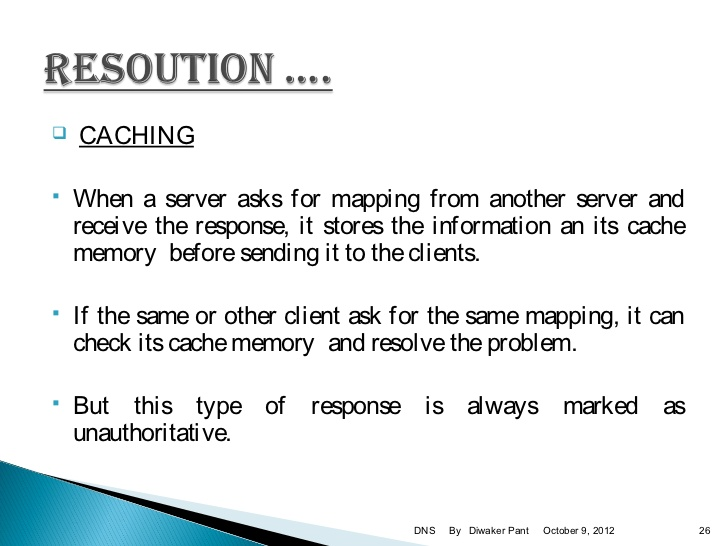 RESOUTION ....
CACHING
When a server asks for mapping from another server and
receive the response, it stores the information an its cache
memory before sending it to the clients.
If the same or other client ask for the same mapping, it can
check its cache memory and resolve the problem.
But this type of response is always marked as
unauthoritative.
DNS By Diwaker Pant October 9, 2012 26